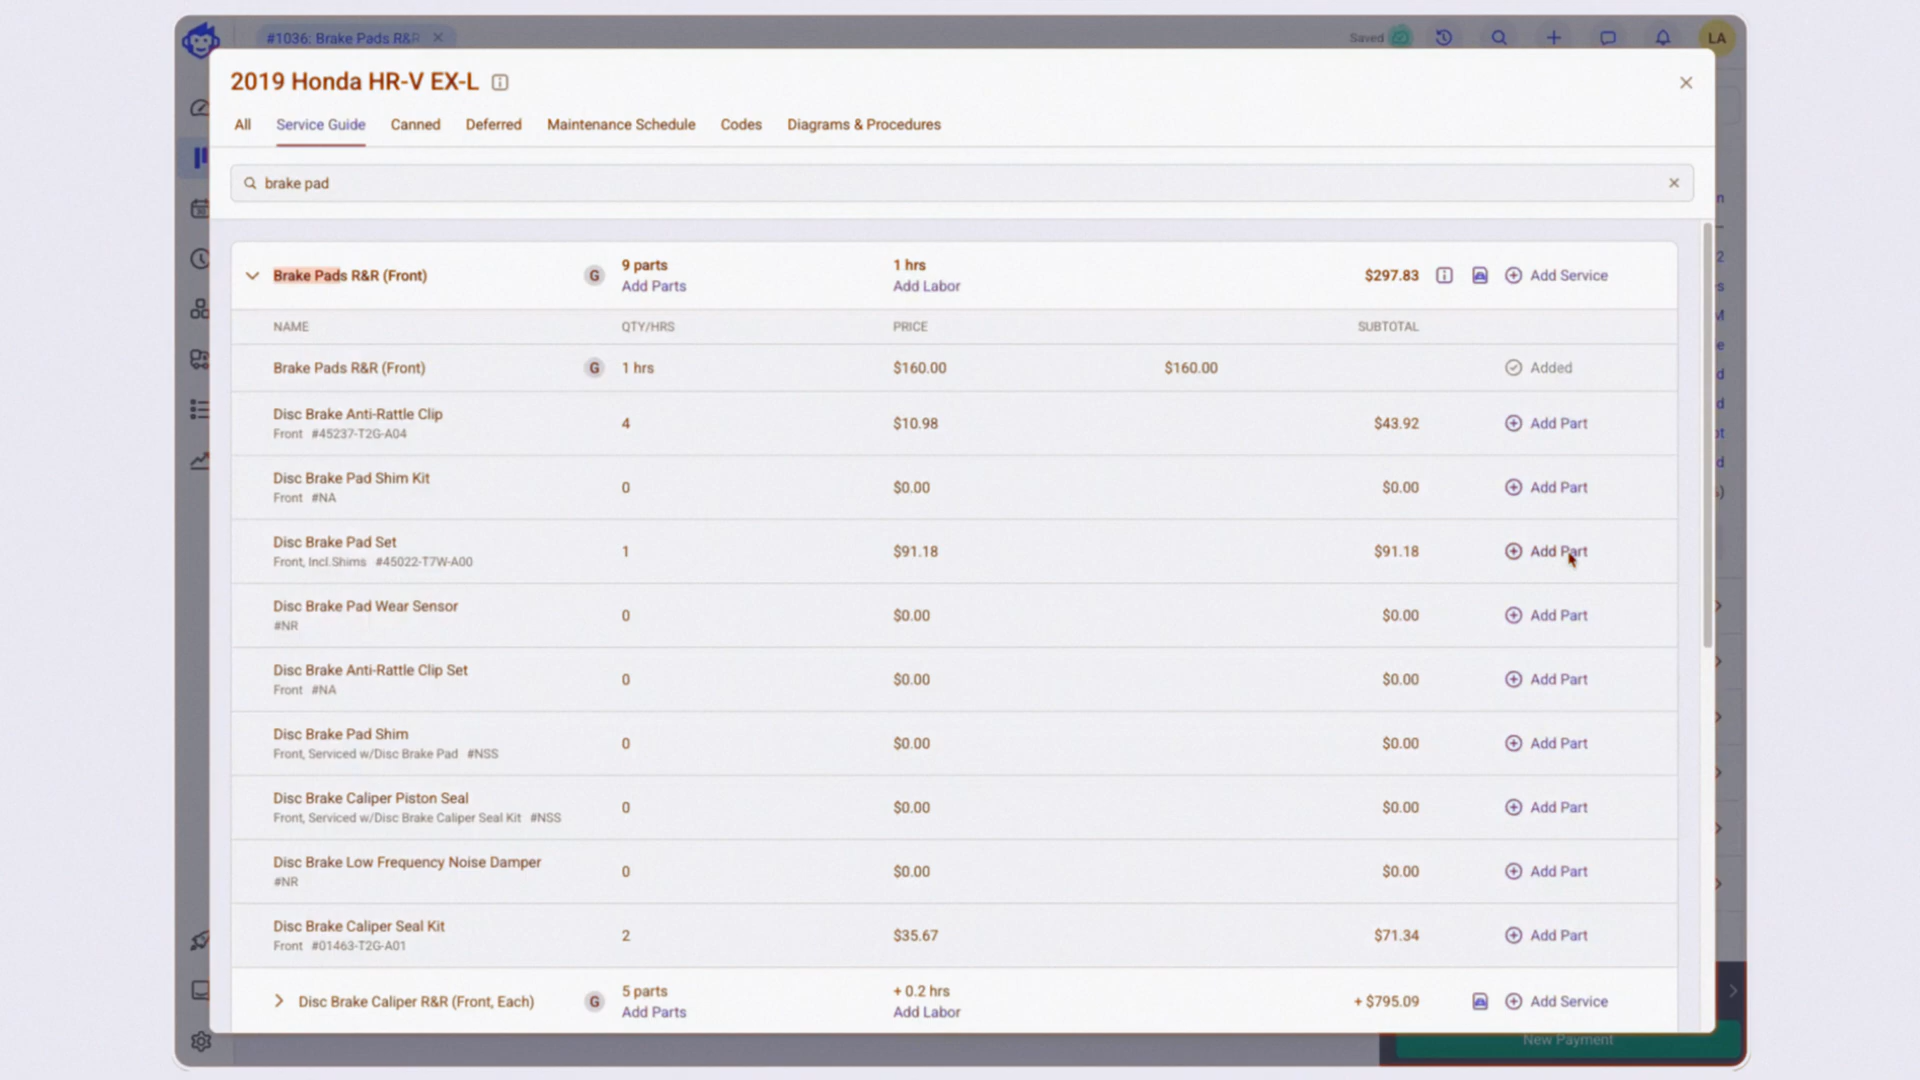 #1036: Brake Pads R&R
Saved
LA
2019 Honda HR-V EX-L
All Service Guide Canned Deferred Maintenance Schedule Codes Diagrams & Procedures
brake pad
Brake Pads R&R (Front) G 9 parts 1 hrs $297.83 Add Service
Add Parts Add Labor
NAME QTY/HRS PRICE SUBTOTAL
Brake Pads R&R (Front) G 1 hrs $160.00 $160.00 Added
Disc Brake Anti-Rattle Clip 4 $10.98 $43.92 Add Part
Front #45237-T2G-A04
Disc Brake Pad Shim Kit 0 $0.00 $0.00 Add Part
Front #NA
Disc Brake Pad Set 1 $91.18 $91.18 Add Part
Front, Incl.Shims #45022-T7W-A00
Disc Brake Pad Wear Sensor 0 $0.00 $0.00 Add Part
#NR
Disc Brake Anti-Rattle Clip Set 0 $0.00 $0.00 Add Part
Front #NA
Disc Brake Pad Shim 0 $0.00 $0.00 Add Part
Front, Serviced w/Disc Brake Pad #NSS
Disc Brake Caliper Piston Seal 0 $0.00 $0.00 Add Part
Front, Serviced w/Disc Brake Caliper Seal Kit #NSS
Disc Brake Low Frequency Noise Damper 0 $0.00 $0.00 Add Part
#NR
Disc Brake Caliper Seal Kit 2 $35.67 $71.34 Add Part
Front #01463-T2G-A01
Disc Brake Caliper R&R (Front, Each) G 5 parts + 0.2 hrs + $795.09 Add Service
Add Parts Add Labor
New Payment